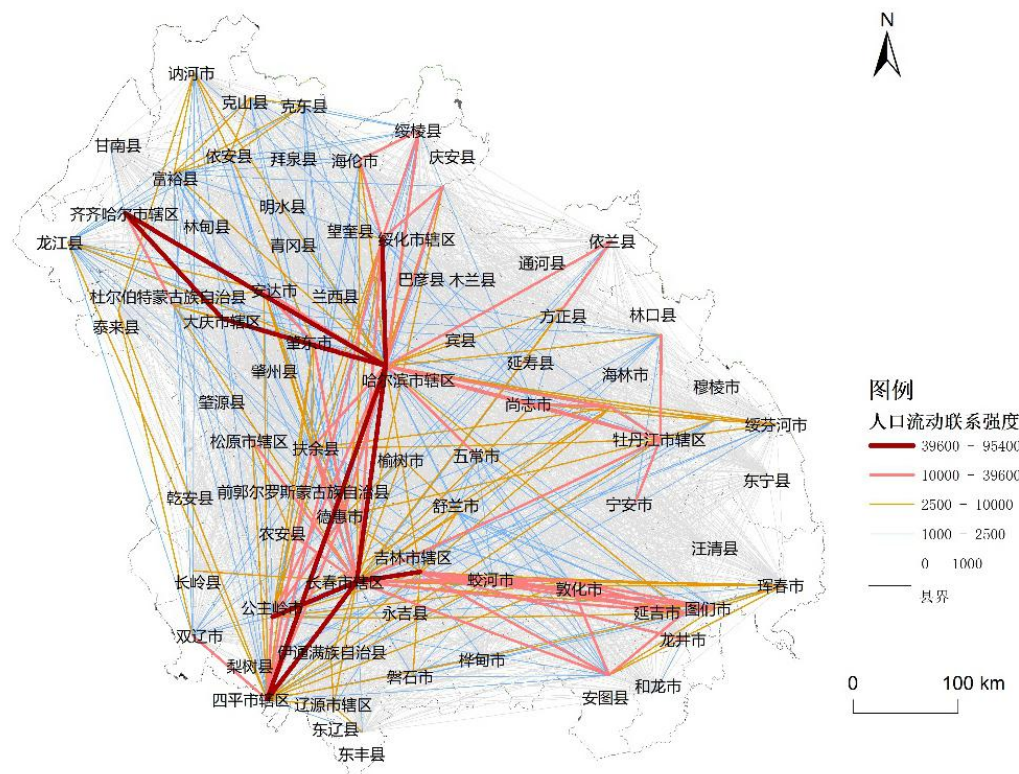 N
讷河市
克山县
克东县
绥棱县
甘南县
依安县
拜泉县
海伦市
庆安县
富裕县
齐齐哈尔市辖区
林甸县
明水县
望奎县
绥化市辖区
龙江县
青冈县
依兰县
通河县
巴彦县
木兰县
杜尔伯特蒙古族自治县
安达市
兰西县
泰来县
大庆市辖区
肇东市
方正县
林口县
宾县
延寿县
肇州县
哈尔滨市辖区
海林市
穆棱市
肇源县
尚志市
绥芬河市
松原市辖区
扶余县
牡丹江市辖区
榆树市
五常市
东宁县
乾安县
前郭尔罗斯蒙古族自治县
德惠市
舒兰市
宁安市
农安县
吉林市辖区
汪清县
长岭县
长春市辖区
蛟河市
敦化市
珲春市
公主岭市
永吉县
延吉市
图们市
双辽市
龙井市
伊通满族自治县
梨树县
磐石市
桦甸市
四平市辖区
辽源市辖区
安图县
和龙市
东辽县
东丰县
图例
人口流动联系强度
39600 - 95400
10000 - 39600
2500 - 10000
1000 - 2500
0 1000
县界
0 100 km